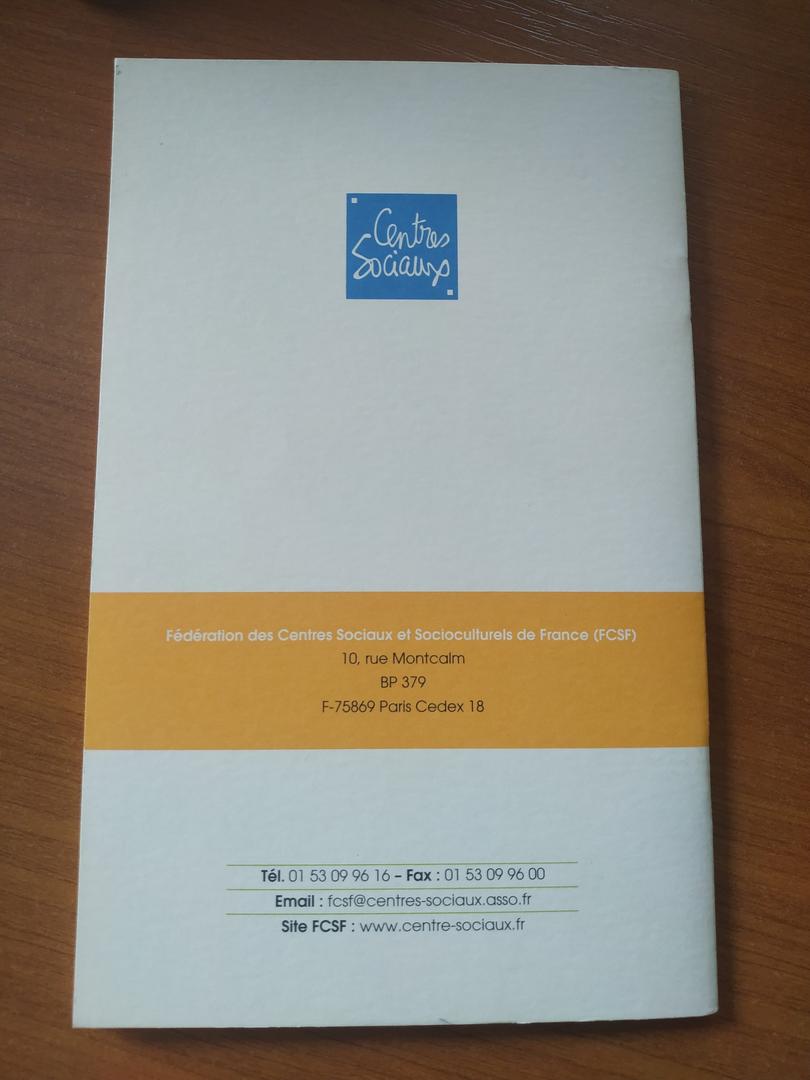 Centres
Sociaux
Fédération des Centres Sociaux et Socioculturels de France (FCSF)
10, rue Montcalm
BP 379
F-75869 Paris Cedex 18
Tél. 01 53 09 96 16 – Fax : 01 53 09 96 00
Email : fcsf@centres-sociaux.asso.fr
Site FCSF : www.centre-sociaux.fr